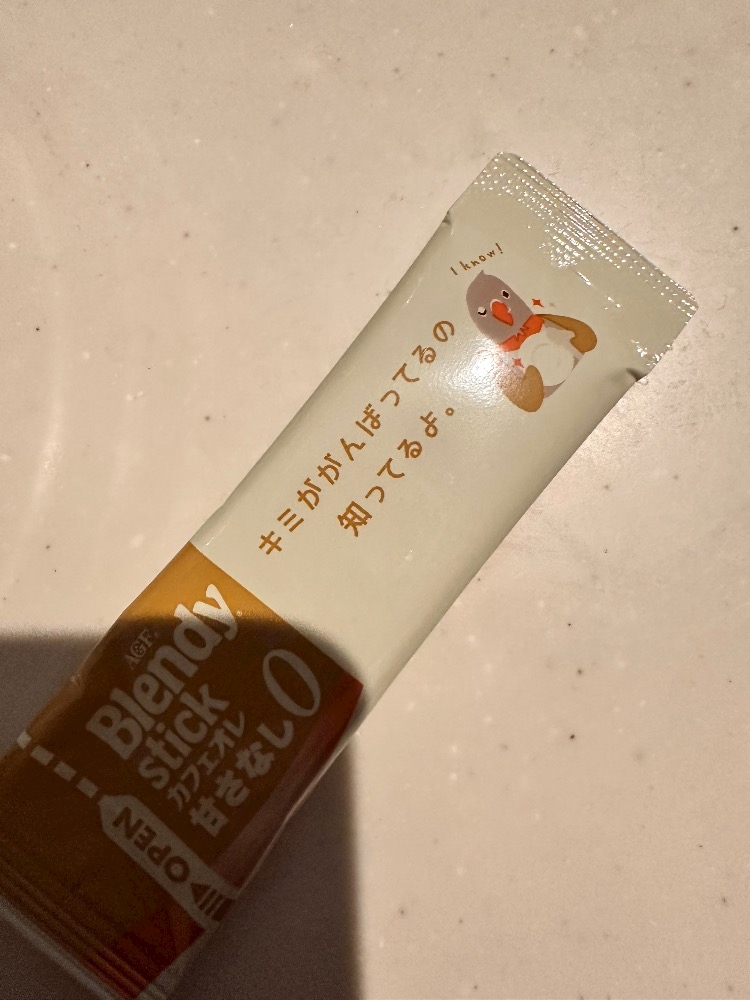 I know!
キミががんばってるの
知ってるよ。
AGF®
Blendy®
stick
カフェオレ
甘さなし0
OPEN